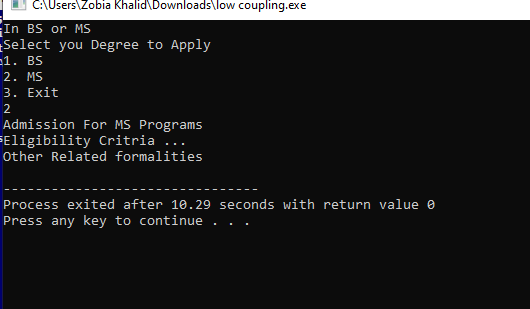 C:\Users\Zobia Khalid\Downloads\low coupling.exe
In BS or MS
Select you Degree to Apply
1. BS
2. MS
3. Exit
2
Admission For MS Programs
Eligibility Critria ...
Other Related formalities
--------------------------------
Process exited after 10.29 seconds with return value 0
Press any key to continue . . .